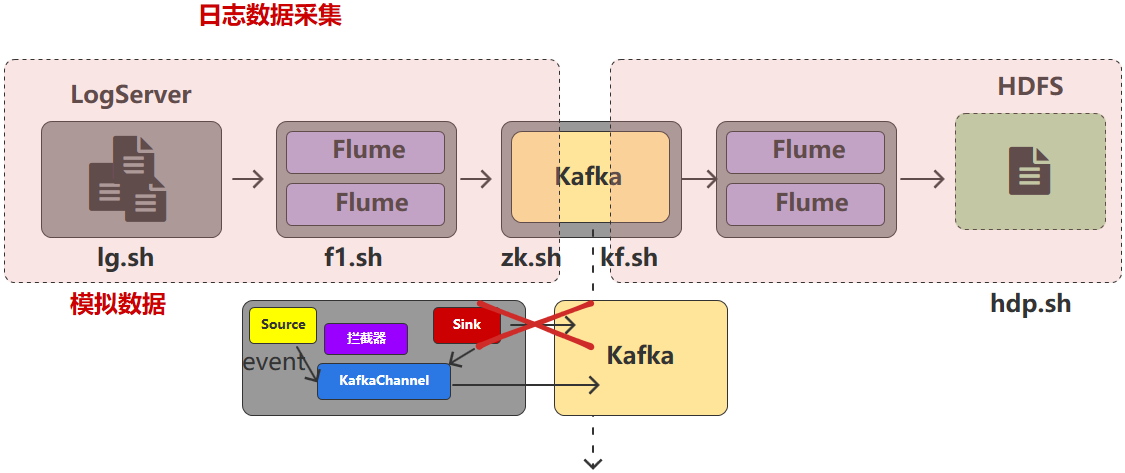 日志数据采集
LogServer
HDFS
Flume
Flume
Kafka
Flume
Flume
lg.sh
f1.sh
zk.sh
kf.sh
模拟数据
hdp.sh
Source
拦截器
Sink
event
KafkaChannel
Kafka